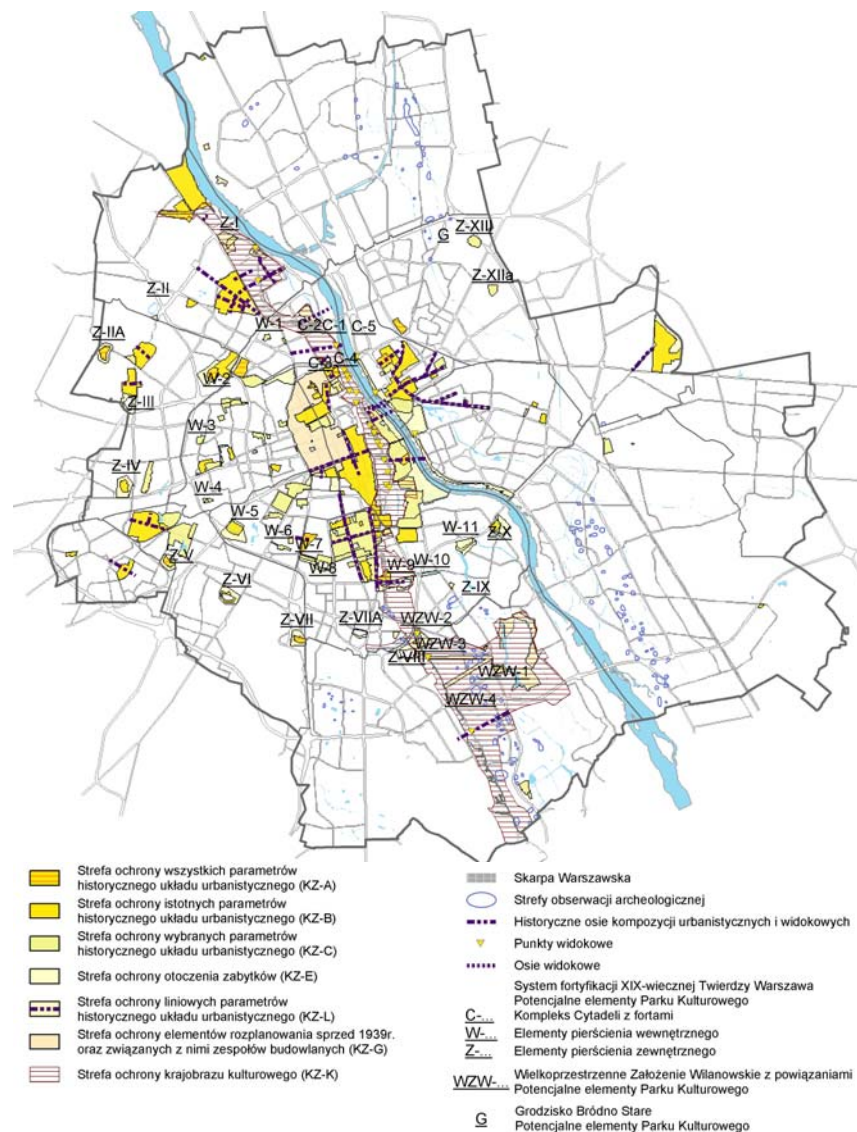 Z-I
G
Z-XII
Z-XIIa
Z-II
W-1
C-2
C-1
C-5
Z-IIA
C-4
W-2
Z-III
W-3
Z-IV
W-4
W-5
W-6
W-11
Z-X
W-7
Z-V
W-8
W-9
W-10
Z-VI
Z-IX
Z-VII
Z-VIIA
WZW-2
WZW-3
Z-VIII
WZW-1
WZW-4
Strefa ochrony wszystkich parametrów
historycznego układu urbanistycznego (KZ-A)
Strefa ochrony istotnych parametrów
historycznego układu urbanistycznego (KZ-B)
Strefa ochrony wybranych parametrów
historycznego układu urbanistycznego (KZ-C)
Strefa ochrony otoczenia zabytków (KZ-E)
Strefa ochrony liniowych parametrów
historycznego układu urbanistycznego (KZ-L)
Strefa ochrony elementów rozplanowania sprzed 1939r.
oraz związanych z nimi zespołów budowlanych (KZ-G)
Strefa ochrony krajobrazu kulturowego (KZ-K)
Skarpa Warszawska
Strefy obserwacji archeologicznej
Historyczne osie kompozycji urbanistycznych i widokowych
Punkty widokowe
Osie widokowe
System fortyfikacji XIX-wiecznej Twierdzy Warszawa
Potencjalne elementy Parku Kulturowego
C-... Kompleks Cytadeli z fortami
W-... Elementy pierścienia wewnętrznego
Z-... Elementy pierścienia zewnętrznego
WZW-... Wielkoprzestrzenne Założenie Wilanowskie z powiązaniami
Potencjalne elementy Parku Kulturowego
G Grodzisko Bródno Stare
Potencjalne elementy Parku Kulturowego